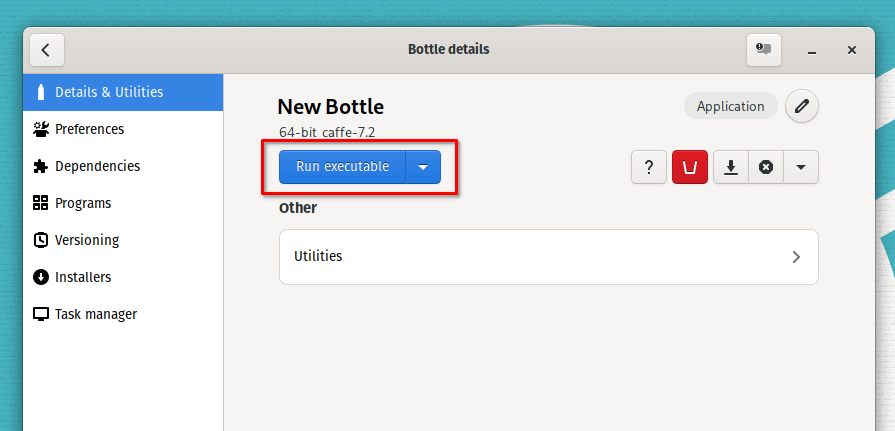 Bottle details
Details & Utilities
Preferences
Dependencies
Programs
Versioning
Installers
Task manager
New Bottle
Application
64-bit caffe-7.2
Run executable
?
Other
Utilities